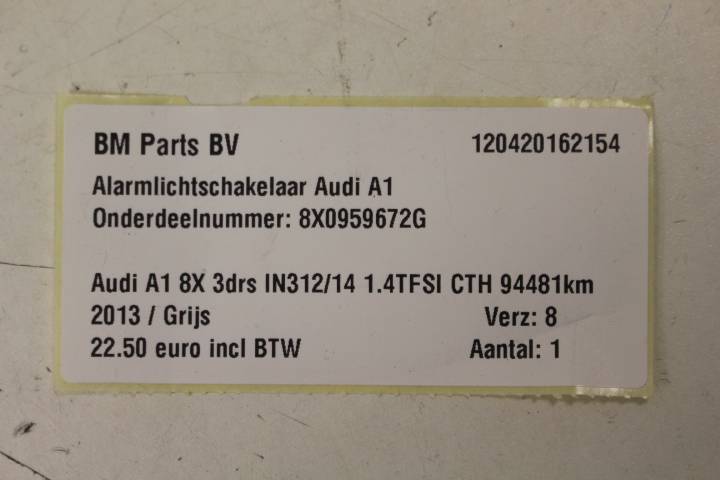 BM Parts BV 120420162154
Alarmlichtschakelaar Audi A1
Onderdeelnummer: 8X0959672G
Audi A1 8X 3drs IN312/14 1.4TFSI CTH 94481km
2013 / Grijs Verz: 8
22.50 euro incl BTW Aantal: 1